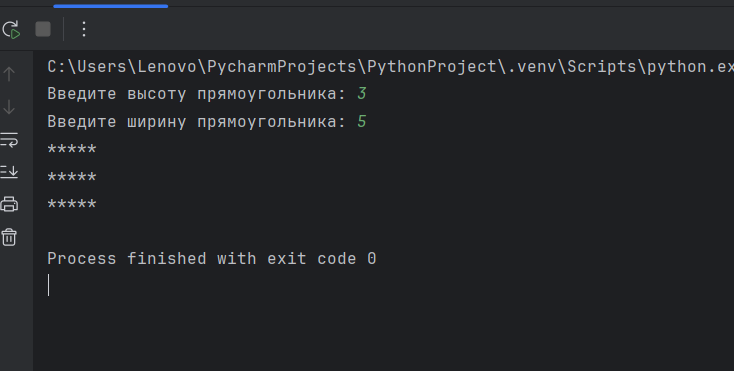 C:\Users\Lenovo\PycharmProjects\PythonProject\.venv\Scripts\python.ex
Введите высоту прямоугольника: 3
Введите ширину прямоугольника: 5
*****
*****
*****
Process finished with exit code 0